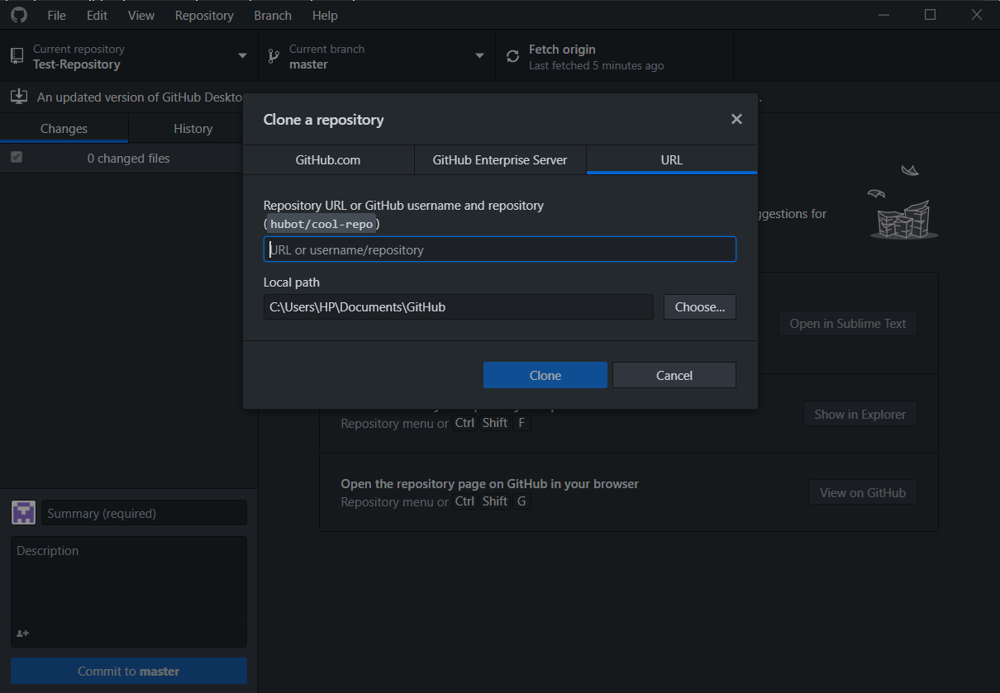 File Edit View Repository Branch Help
Current repository
Test-Repository
Current branch
master
Fetch origin
Last fetched 5 minutes ago
An updated version of GitHub Deskto
.
Changes History
0 changed files
Clone a repository
GitHub.com GitHub Enterprise Server URL
Repository URL or GitHub username and repository
(hubot/cool-repo)
URL or username/repository
Local path
C:\Users\HP\Documents\GitHub Choose...
Clone Cancel
ggestions for
Open in Sublime Text
Repository menu or Ctrl Shift F
Show in Explorer
Open the repository page on GitHub in your browser
Repository menu or Ctrl Shift G
View on GitHub
Summary (required)
Description
Commit to master